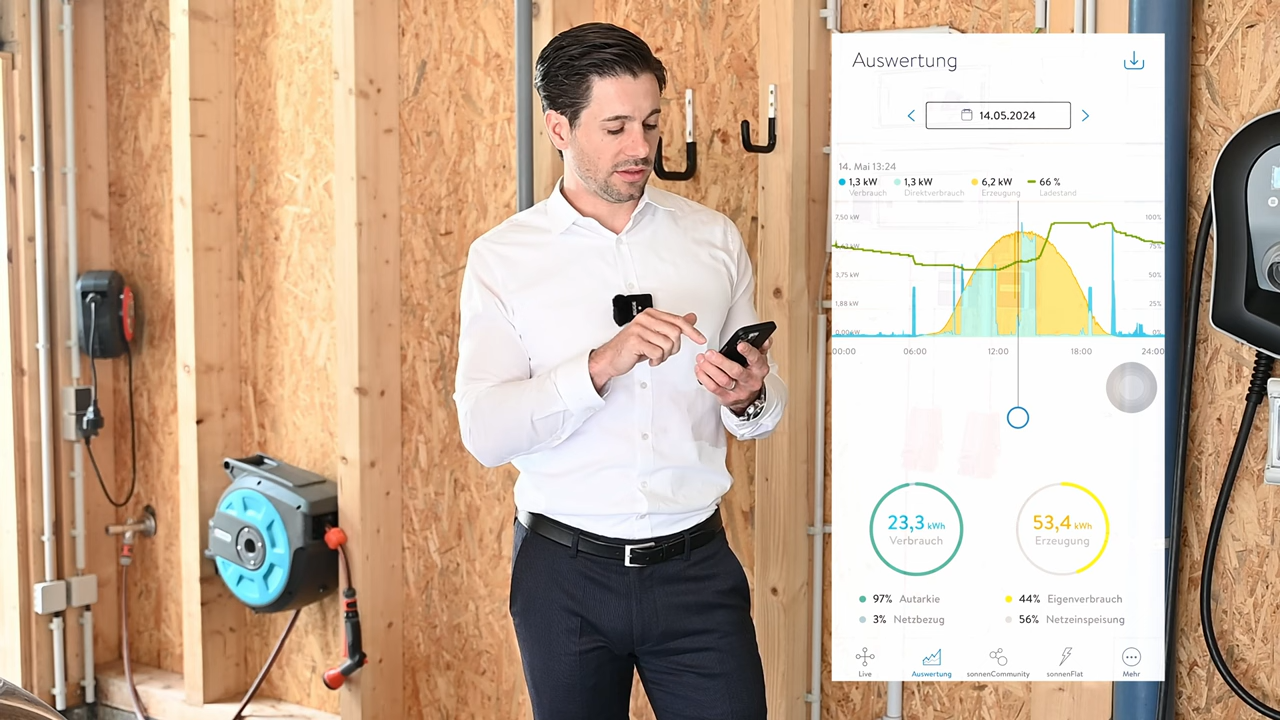 Auswertung
14.05.2024
14. Mai 13:24
1,3 kW 1,3 kW 6,2 kW 66 %
Verbrauch Direktverbrauch Erzeugung Ladestand
7,50 kW 100%
75%
3,75 kW 50%
1,88 kW 25%
0,00 kW 0%
00:00 06:00 12:00 18:00 24:00
23,3 kWh 53,4 kWh
Verbrauch Erzeugung
97% Autarkie 44% Eigenverbrauch
3% Netzbezug 56% Netzeinspeisung
Live Auswertung sonnenCommunity sonnenFlat Mehr